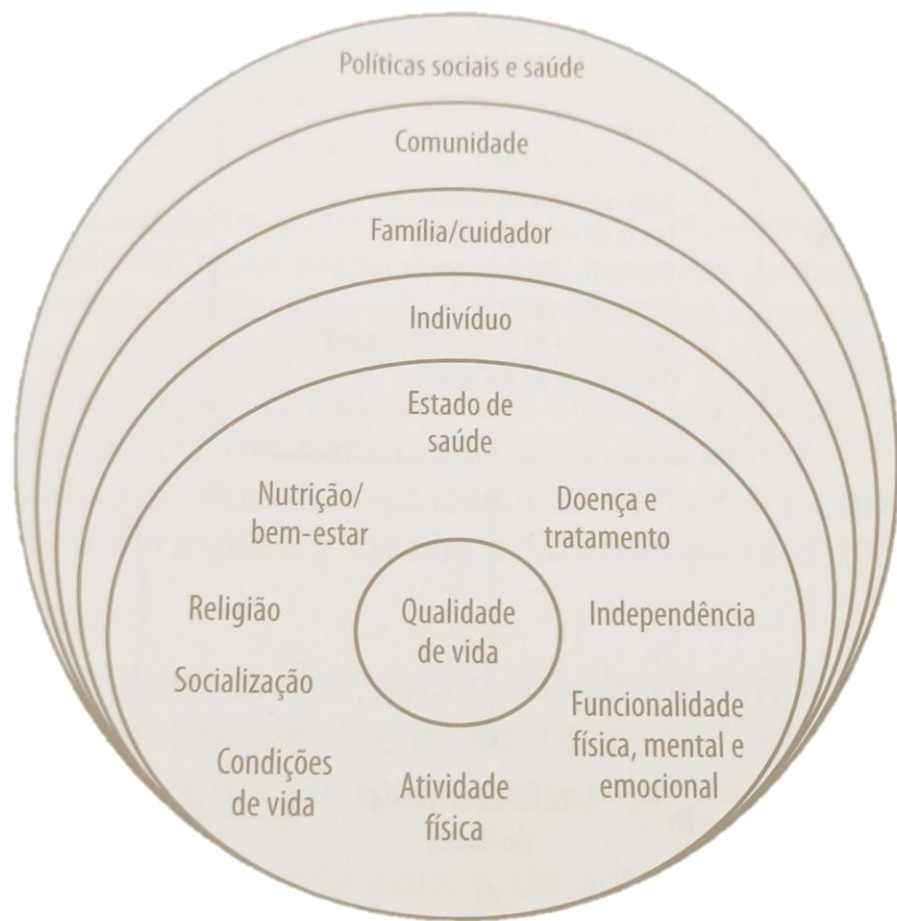 Políticas sociais e saúde
Comunidade
Família/cuidador
Indivíduo
Estado de
saúde
Nutrição/
bem-estar
Doença e
tratamento
Religião
Qualidade
de vida
Independência
Socialização
Funcionalidade
física, mental e
emocional
Condições
de vida
Atividade
física